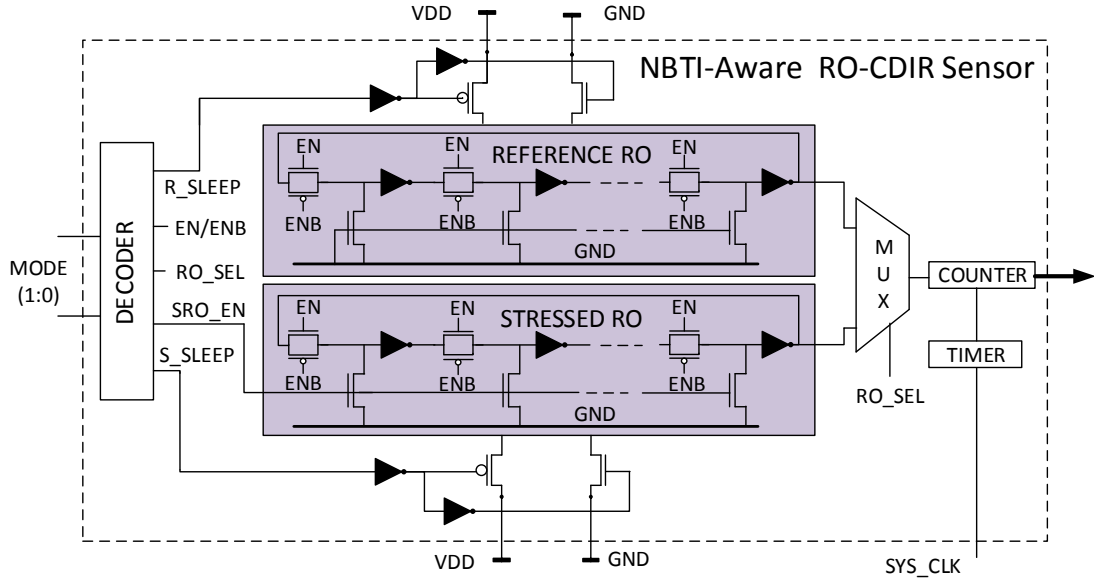 VDD
GND
NBTI-Aware RO-CDIR Sensor
EN
EN
REFERENCE RO
EN
R_SLEEP
ENB
ENB
ENB
EN/ENB
GND
MODE
(1:0)
DECODER
RO_SEL
MUX
COUNTER
SRO_EN
STRESSED RO
EN
EN
EN
S_SLEEP
TIMER
ENB
ENB
ENB
RO_SEL
GND
VDD
GND
SYS_CLK